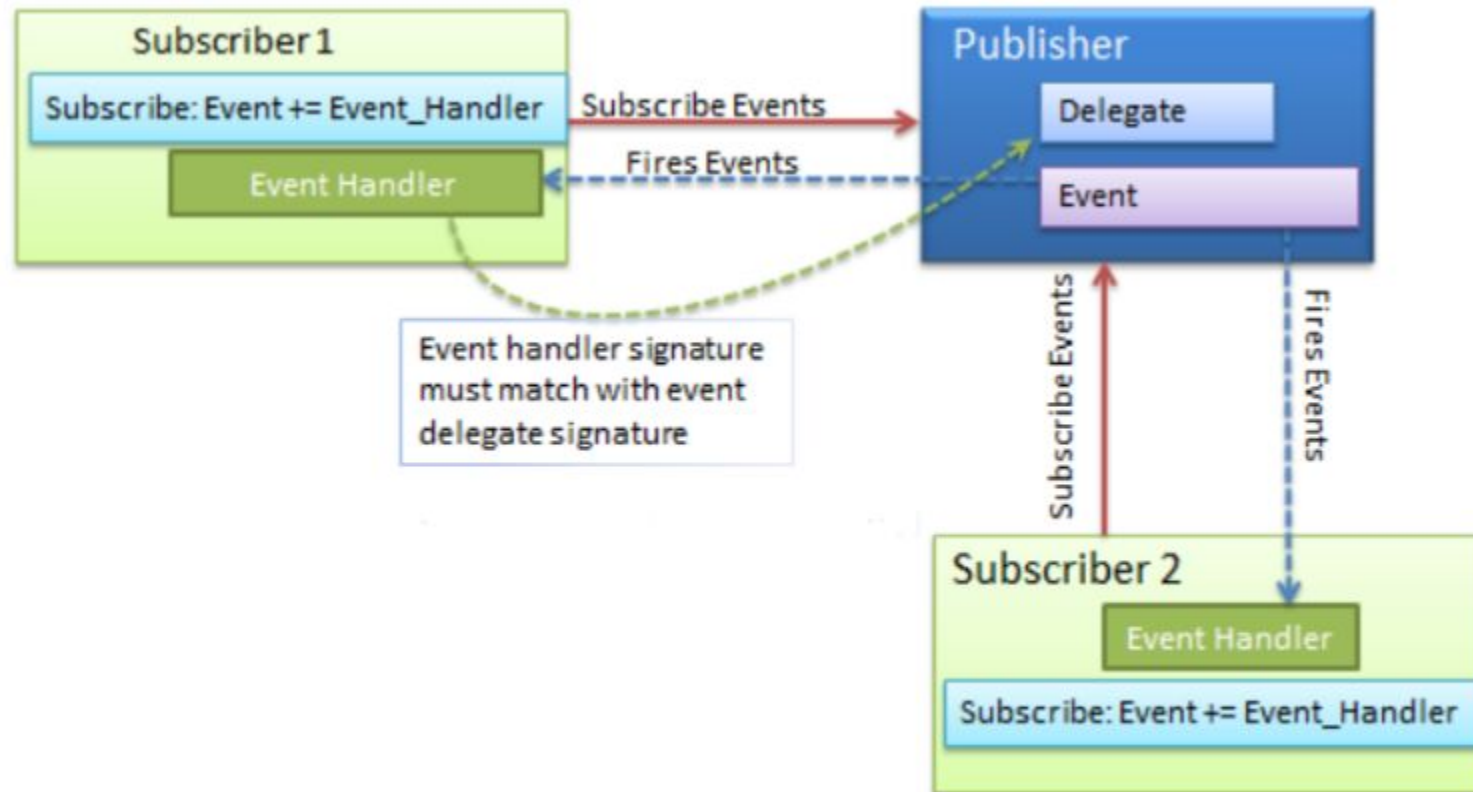 Subscriber 1
Subscribe: Event += Event_Handler
Event Handler
Subscribe Events
Fires Events
Publisher
Delegate
Event
Event handler signature
must match with event
delegate signature
Subscribe Events
Fires Events
Subscriber 2
Event Handler
Subscribe: Event += Event_Handler